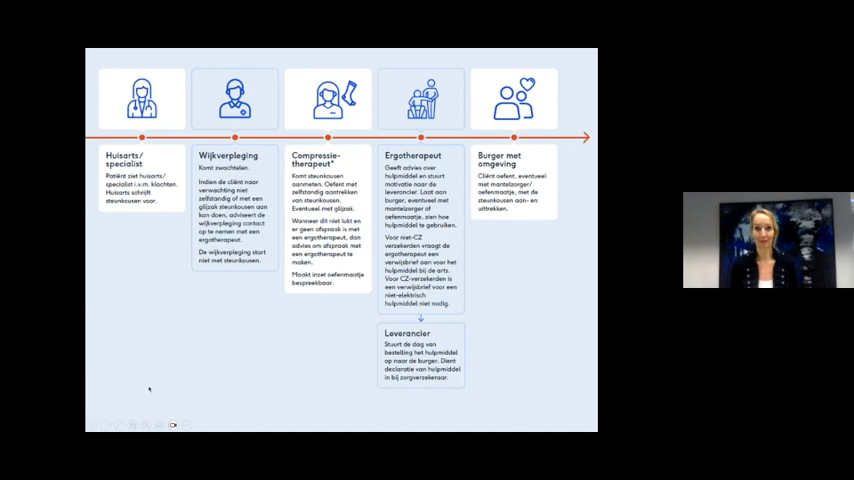 Huisarts/
specialist
Patiënt ziet huisarts/
specialist i.v.m. klachten.
Huisarts schrijft
steunkousen voor.
Wijkverpleging
Komt zwachtelen.
Indien de cliënt naar
verwachting niet
zelfstandig of met een
glijzak steunkousen aan
kan doen, adviseert de
wijkverpleging contact
op te nemen met een
ergotherapeut.
De wijkverpleging start
niet met steunkousen.
Compressie-
therapeut*
Komt steunkousen
aanmeten. Oefent met
zelfstandig aantrekken
van steunkousen.
Eventueel met glijzak.
Wanneer dit niet lukt en
er geen afspraak is met
een ergotherapeut, dan
advies om afspraak met
een ergotherapeut te
maken.
Maakt inzet oefenmaatje
bespreekbaar.
Ergotherapeut
Geeft advies over
hulpmiddel en stuurt
motivatie naar de
leverancier. Laat aan
burger, eventueel met
mantelzorger of
oefenmaatje, zien hoe
hulpmiddel te gebruiken.
Voor niet-CZ
verzekerden vraagt de
ergotherapeut een
verwijsbrief aan voor het
hulpmiddel bij de arts.
Voor CZ-verzekerden is
een verwijsbrief voor een
niet-elektrisch
hulpmiddel niet nodig.
Leverancier
Stuurt de dag van
bestelling het hulpmiddel
op naar de burger. Dient
declaratie van hulpmiddel
in bij zorgverzekeraar.
Burger met
omgeving
Cliënt oefent, eventueel
met mantelzorger/
oefenmaatje, met de
steunkousen aan- en
uittrekken.